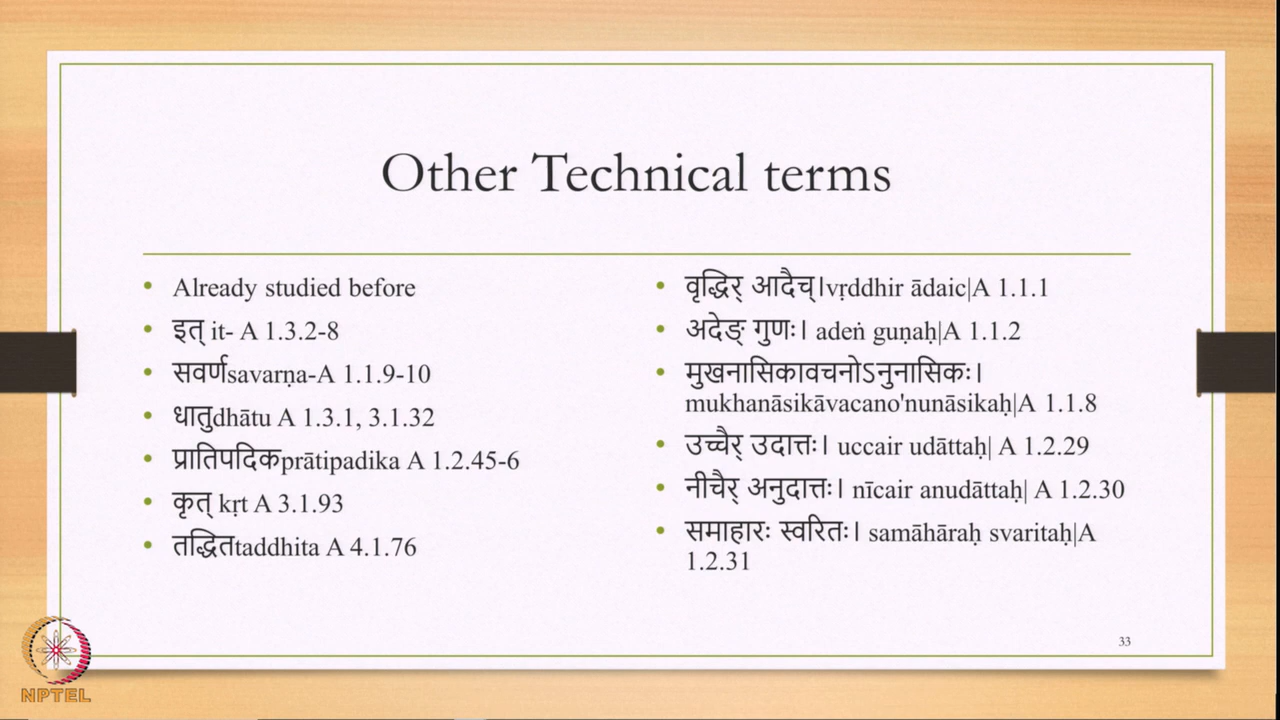 Other Technical terms
• Already studied before
• इत् it- A 1.3.2-8
• सवर्णsavarṇa-A 1.1.9-10
• धातुdhātu A 1.3.1, 3.1.32
• प्रातिपदिकprātipadika A 1.2.45-6
• कृत् kṛt A 3.1.93
• तद्धितtaddhita A 4.1.76
• वृद्धिर् आदैच्।vṛddhir ādaic|A 1.1.1
• अदेङ् गुणः। adeṅ guṇaḥ|A 1.1.2
• मुखनासिकावचनोऽनुनासिकः।
mukhanāsikāvacano'nunāsikaḥ|A 1.1.8
• उच्चैर् उदात्तः। uccair udāttaḥ| A 1.2.29
• नीचैर् अनुदात्तः। nīcair anudāttaḥ| A 1.2.30
• समाहारः स्वरितः। samāhāraḥ svaritaḥ|A
1.2.31
33
NPTEL